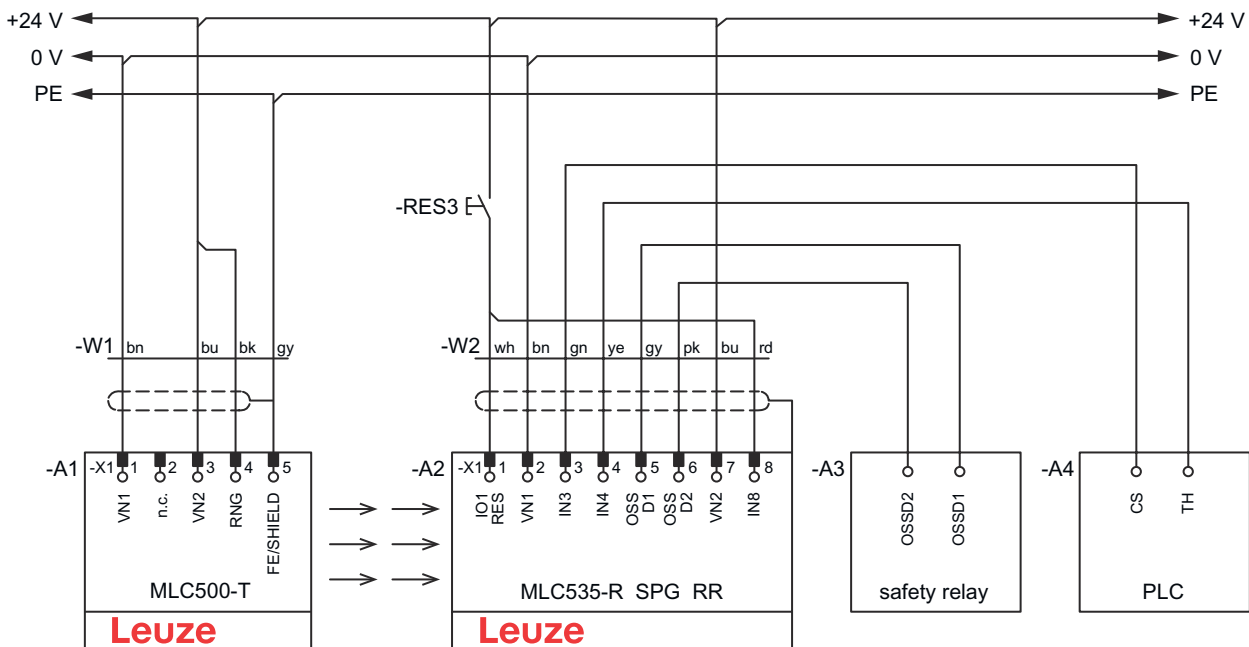 +24 V +24 V
0 V 0 V
PE PE
-RES3
-W1 bn bu bk gy
-W2 wh bn gn ye gy pk bu rd
-A1 -X1 1 2 3 4 5
-A2 -X1 1 2 3 4 5 6 7 8
-A3
-A4
VN1
n.c.
VN2
RNG
FE/SHIELD
IO1
RES
VN1
IN3
IN4
OSS
D1
OSS
D2
VN2
IN8
OSSD2
OSSD1
CS
TH
MLC500-T
MLC535-R SPG RR
safety relay
PLC
Leuze
Leuze